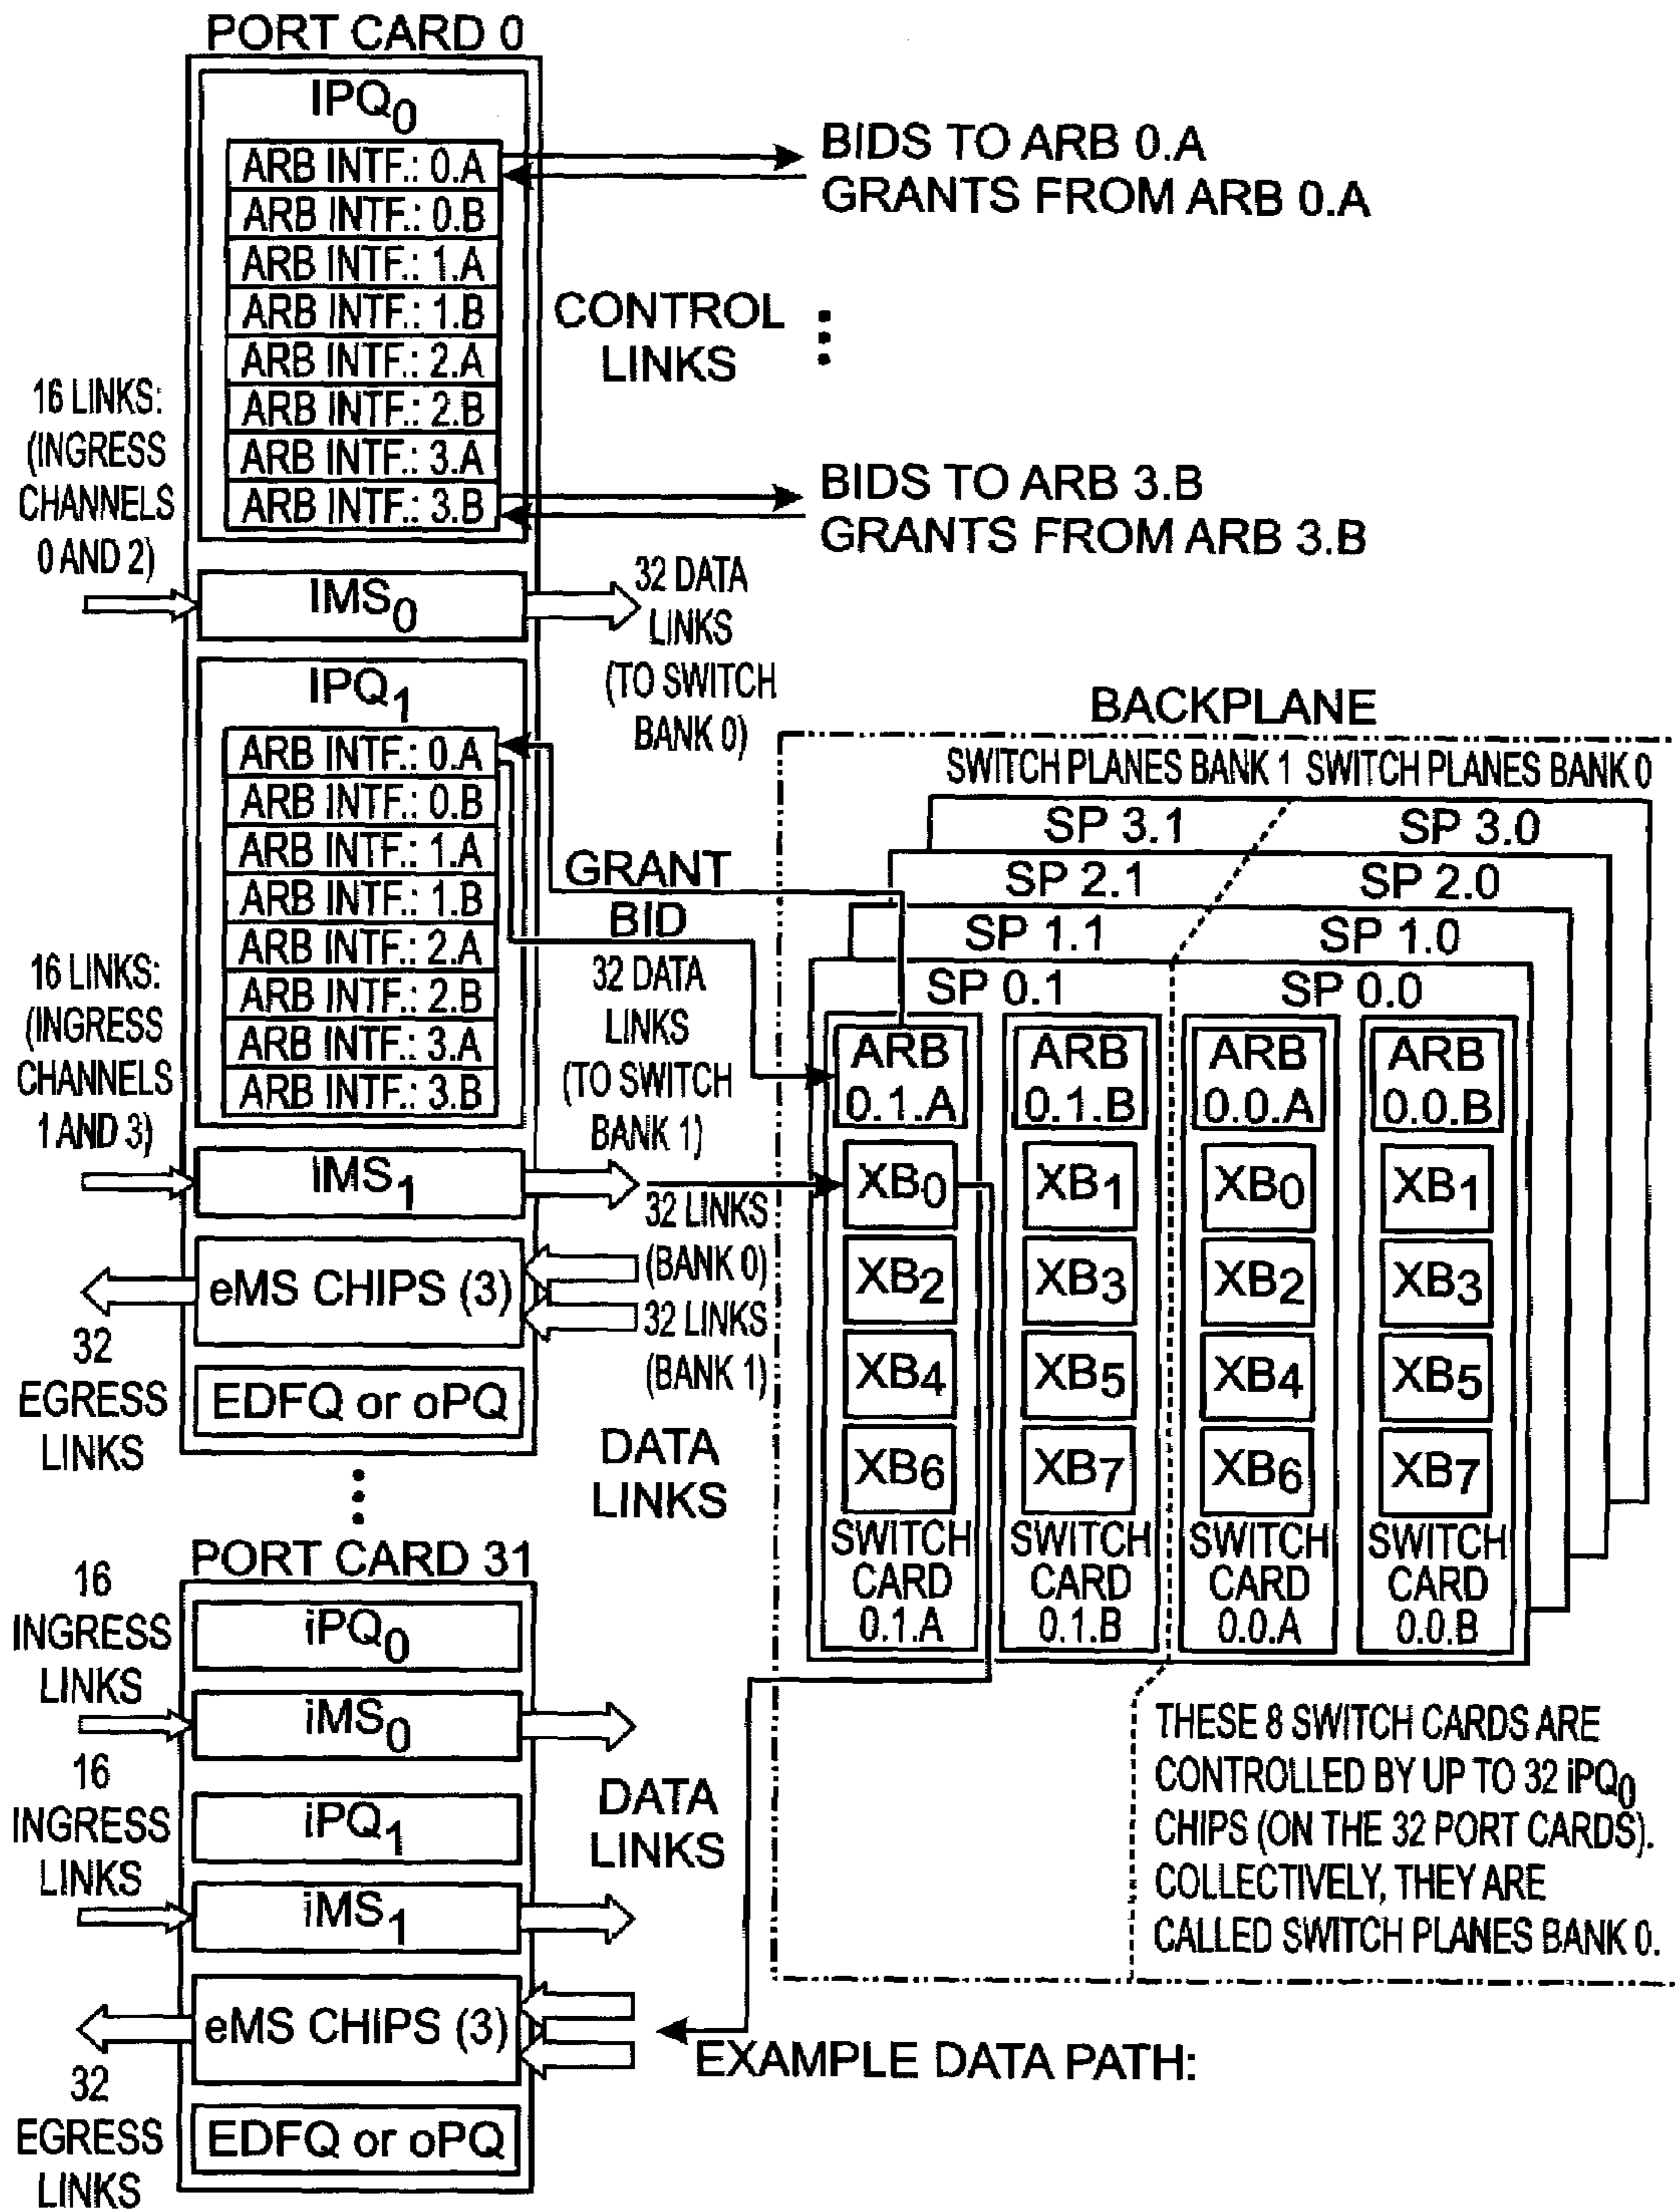 PORT CARD 0
IPQ0
ARB INTF.: 0.A
ARB INTF.: 0.B
ARB INTF.: 1.A
ARB INTF.: 1.B
ARB INTF.: 2.A
ARB INTF.: 2.B
ARB INTF.: 3.A
ARB INTF.: 3.B
BIDS TO ARB 0.A
GRANTS FROM ARB 0.A
CONTROL
LINKS
BIDS TO ARB 3.B
GRANTS FROM ARB 3.B
16 LINKS:
(INGRESS
CHANNELS
0 AND 2)
IMS0
32 DATA
LINKS
(TO SWITCH
BANK 0)
IPQ1
ARB INTF.: 0.A
ARB INTF.: 0.B
ARB INTF.: 1.A
ARB INTF.: 1.B
ARB INTF.: 2.A
ARB INTF.: 2.B
ARB INTF.: 3.A
ARB INTF.: 3.B
GRANT
BID
32 DATA
LINKS
(TO SWITCH
BANK 1)
16 LINKS:
(INGRESS
CHANNELS
1 AND 3)
iMS1
32 LINKS
(BANK 0)
32 LINKS
(BANK 1)
eMS CHIPS (3)
32
EGRESS
LINKS
EDFQ or oPQ
DATA
LINKS
BACKPLANE
SWITCH PLANES BANK 1
SWITCH PLANES BANK 0
SP 3.1
SP 3.0
SP 2.1
SP 2.0
SP 1.1
SP 1.0
SP 0.1
SP 0.0
ARB
0.1.A
XB0
XB2
XB4
XB6
SWITCH
CARD
0.1.A
ARB
0.1.B
XB1
XB3
XB5
XB7
SWITCH
CARD
0.1.B
ARB
0.0.A
XB0
XB2
XB4
XB6
SWITCH
CARD
0.0.A
ARB
0.0.B
XB1
XB3
XB5
XB7
SWITCH
CARD
0.0.B
THESE 8 SWITCH CARDS ARE
CONTROLLED BY UP TO 32 iPQ0
CHIPS (ON THE 32 PORT CARDS).
COLLECTIVELY, THEY ARE
CALLED SWITCH PLANES BANK 0.
PORT CARD 31
16
INGRESS
LINKS
iPQ0
iMS0
16
INGRESS
LINKS
iPQ1
iMS1
DATA
LINKS
eMS CHIPS (3)
32
EGRESS
LINKS
EDFQ or oPQ
EXAMPLE DATA PATH: